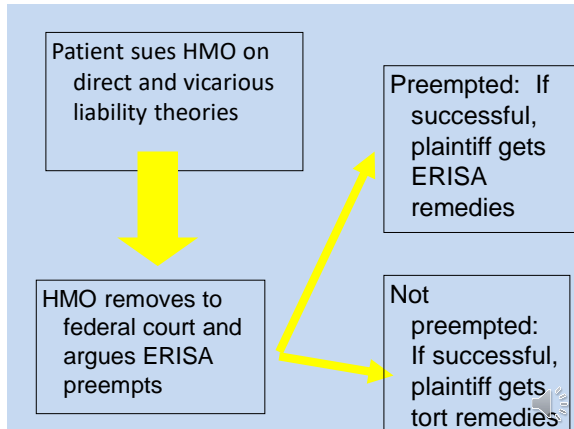 Patient sues HMO on
direct and vicarious
liability theories
HMO removes to
federal court and
argues ERISA
preempts
Preempted: If
successful,
plaintiff gets
ERISA
remedies
Not
preempted:
If successful,
plaintiff gets
tort remedies